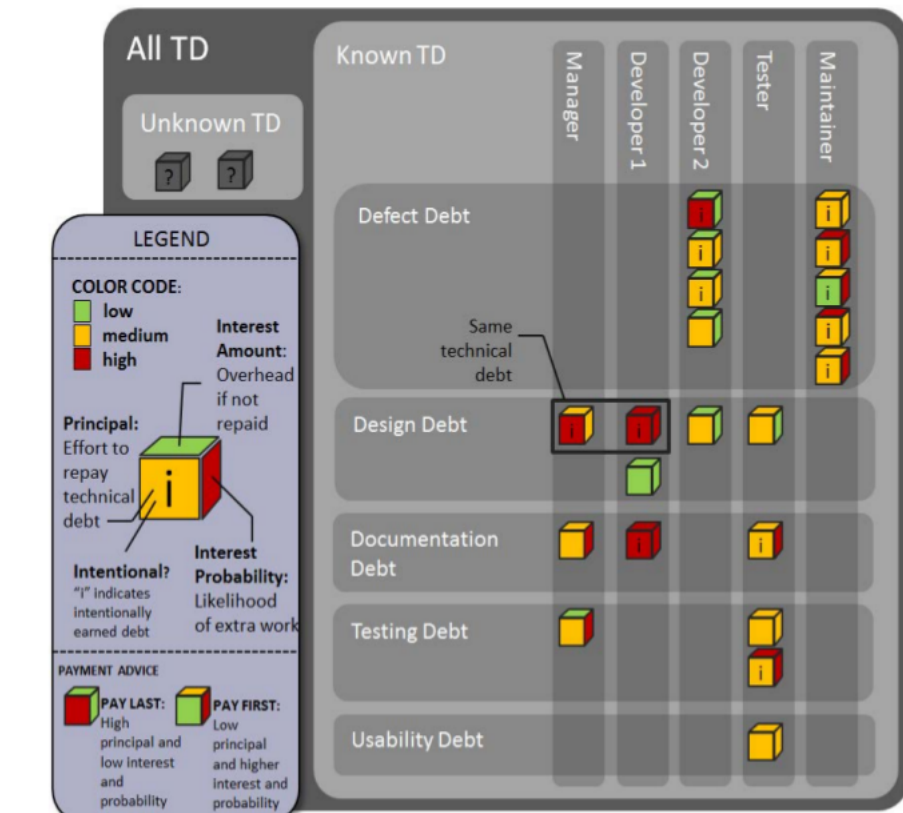 All TD
Unknown TD
? ?
Known TD
Manager
Developer 1
Developer 2
Tester
Maintainer
Defect Debt
i
i
i
i
i
i
i
i
Same
technical
debt
Design Debt
i
i
Documentation
Debt
i
i
Testing Debt
i
Usability Debt
LEGEND
COLOR CODE:
low
medium
high
Interest
Amount:
Overhead
if not
repaid
Principal:
Effort to
repay
technical
debt
i
Intentional?
"i" indicates
intentionally
earned debt
Interest
Probability:
Likelihood
of extra work
PAYMENT ADVICE
PAY LAST:
High
principal and
low interest
and
probability
PAY FIRST:
Low
principal
and higher
interest and
probability